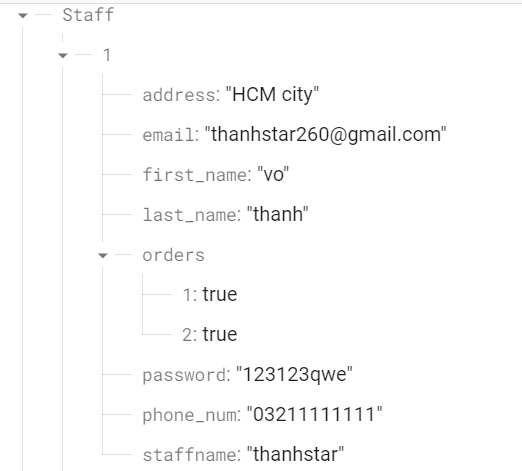 Staff
1
address: "HCM city"
email: "thanhstar260@gmail.com"
first_name: "vo"
last_name: "thanh"
orders
1: true
2: true
password: "123123qwe"
phone_num: "03211111111"
staffname: "thanhstar"